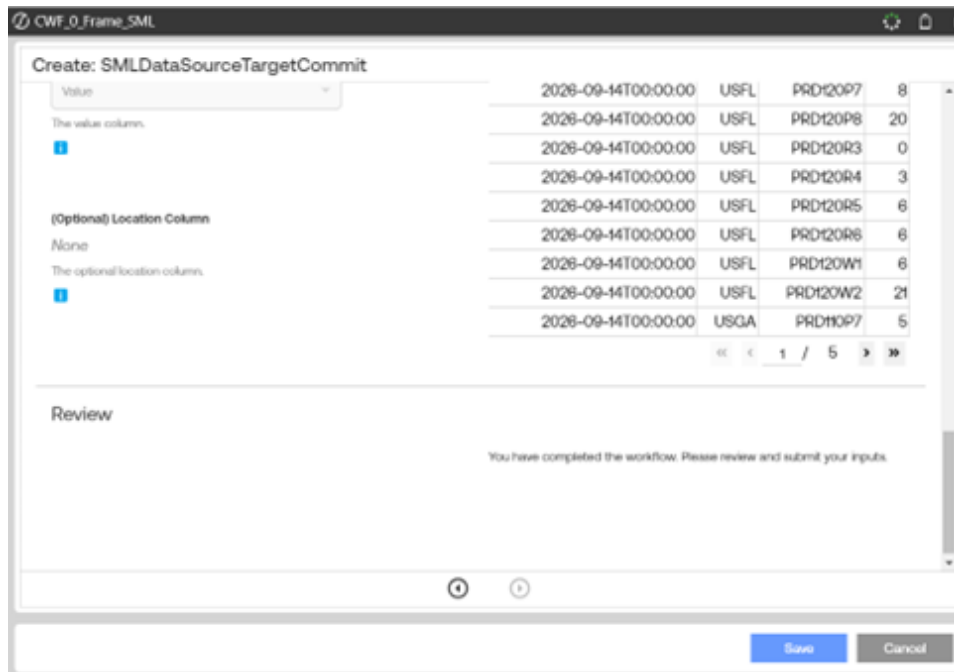 CWF_0_Frame_SML
Create: SMLDataSourceTargetCommit
Value
The value column.
(Optional) Location Column
None
The optional location column.
2026-09-14T00:00:00 USFL PRD120P7 8
2026-09-14T00:00:00 USFL PRD120P8 20
2026-09-14T00:00:00 USFL PRD120R3 0
2026-09-14T00:00:00 USFL PRD120R4 3
2026-09-14T00:00:00 USFL PRD120R5 6
2026-09-14T00:00:00 USFL PRD120R6 6
2026-09-14T00:00:00 USFL PRD120W1 6
2026-09-14T00:00:00 USFL PRD120W2 21
2026-09-14T00:00:00 USGA PRD110P7 5
1 / 5
Review
You have completed the workflow. Please review and submit your inputs.
Save Cancel